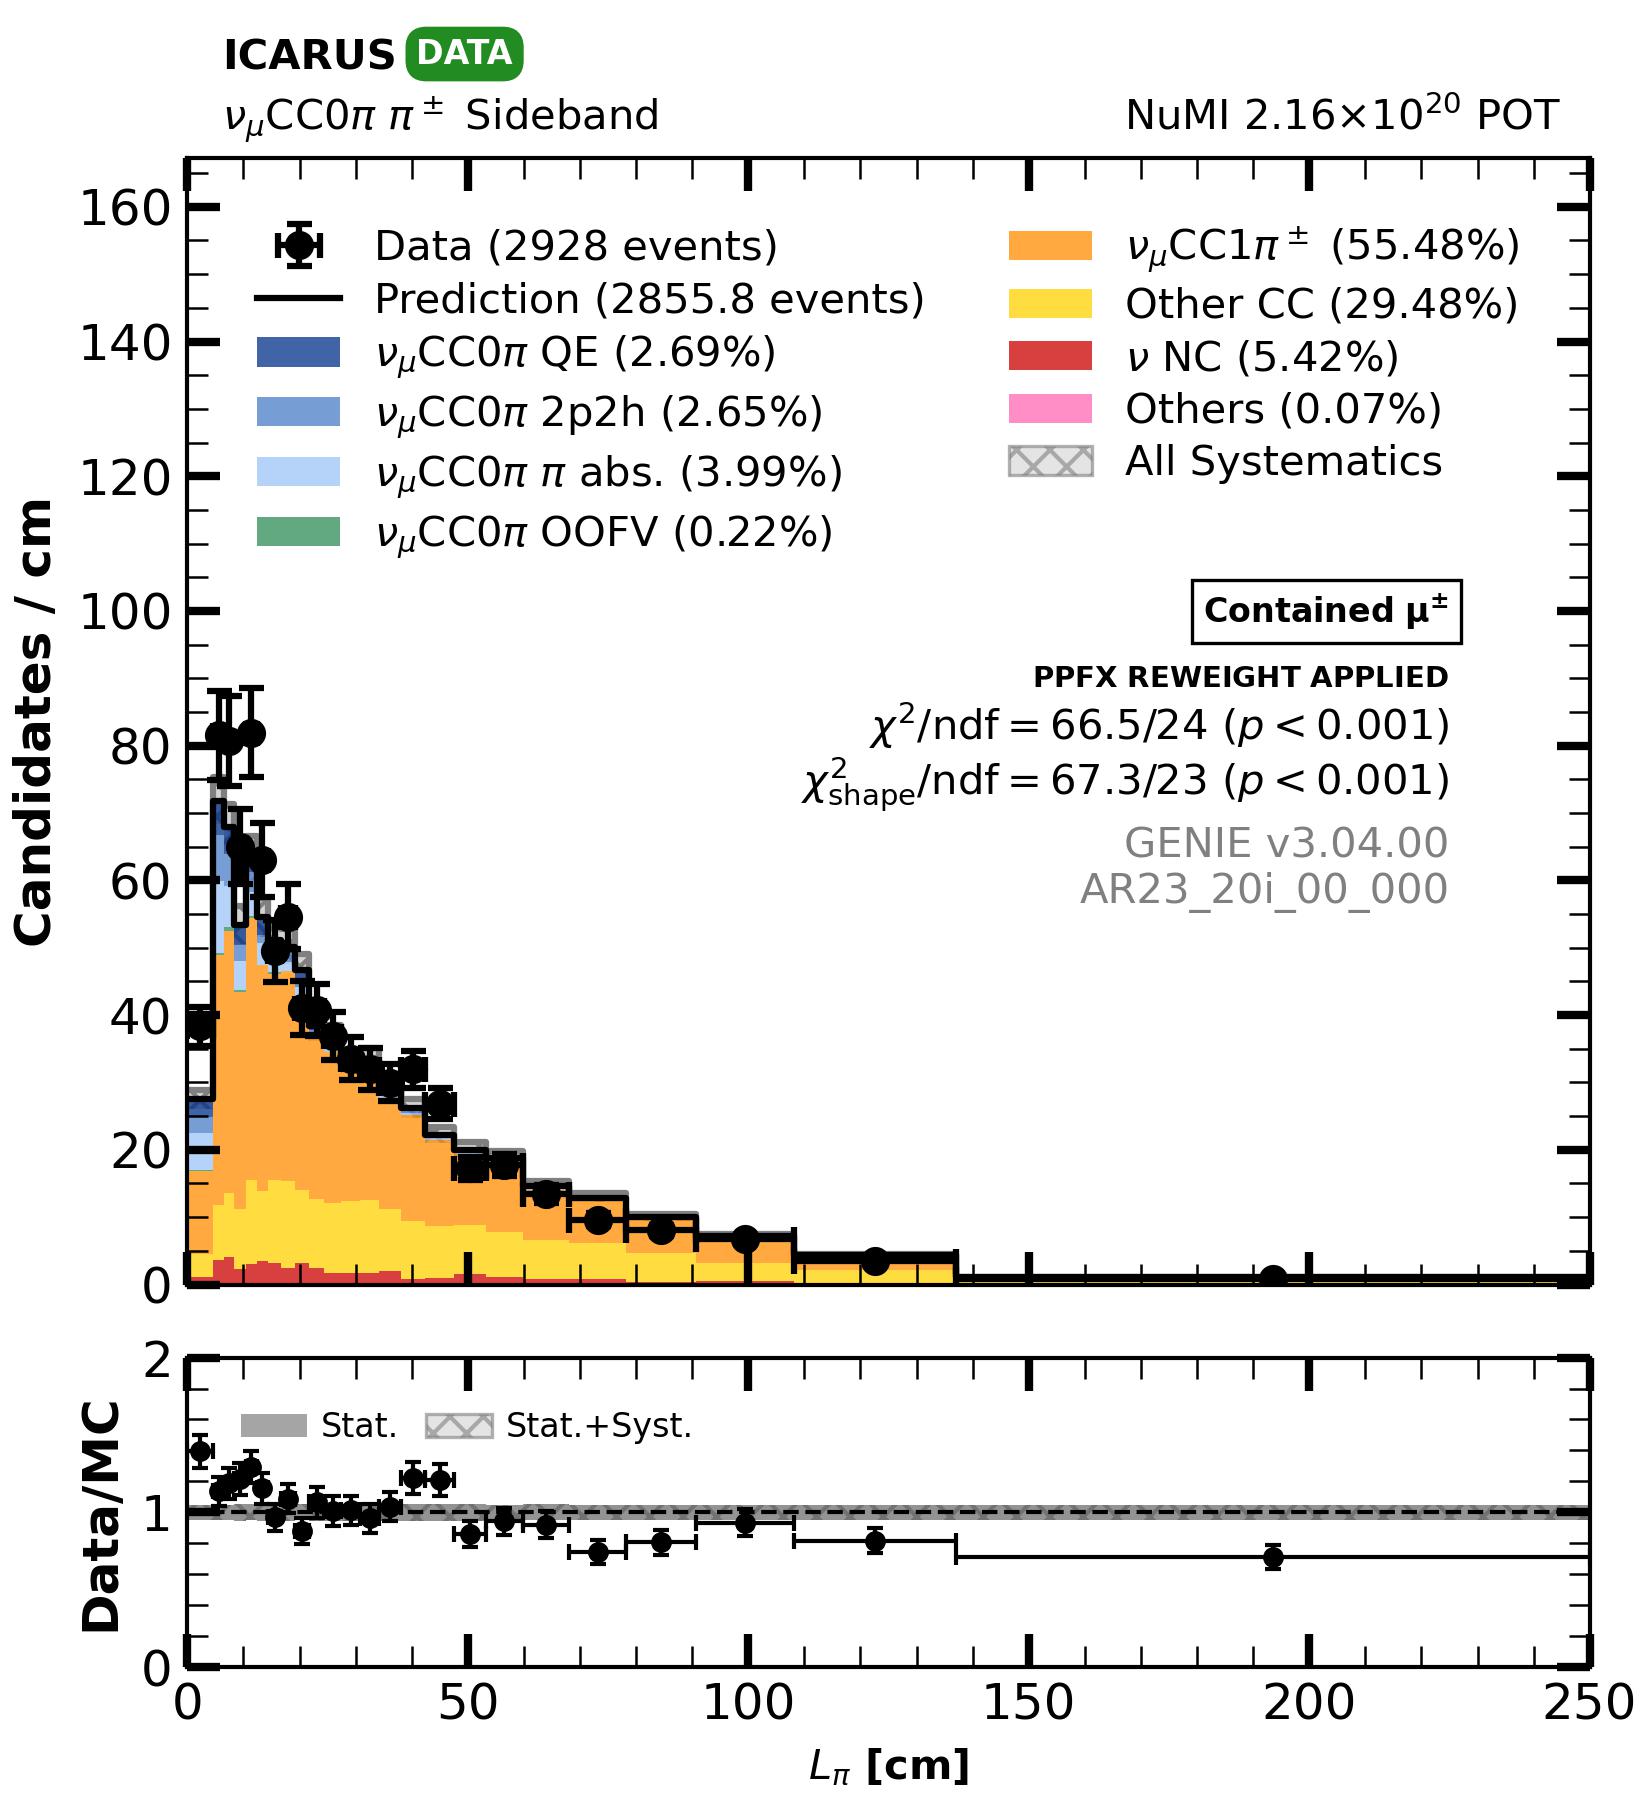 ICARUS DATA
νμCC0π π± Sideband
NuMI 2.16×10²⁰ POT
Data (2928 events)
Prediction (2855.8 events)
νμCC0π QE (2.69%)
νμCC0π 2p2h (2.65%)
νμCC0π π abs. (3.99%)
νμCC0π OOFV (0.22%)
νμCC1π± (55.48%)
Other CC (29.48%)
ν NC (5.42%)
Others (0.07%)
All Systematics
Contained μ±
PPFX REWEIGHT APPLIED
χ²/ndf = 66.5/24 (p < 0.001)
χ²shape/ndf = 67.3/23 (p < 0.001)
GENIE v3.04.00
AR23_20i_00_000
Candidates / cm
160
140
120
100
80
60
40
20
0
Stat.
Stat.+Syst.
Data/MC
2
1
0
0 50 100 150 200 250
Lπ [cm]